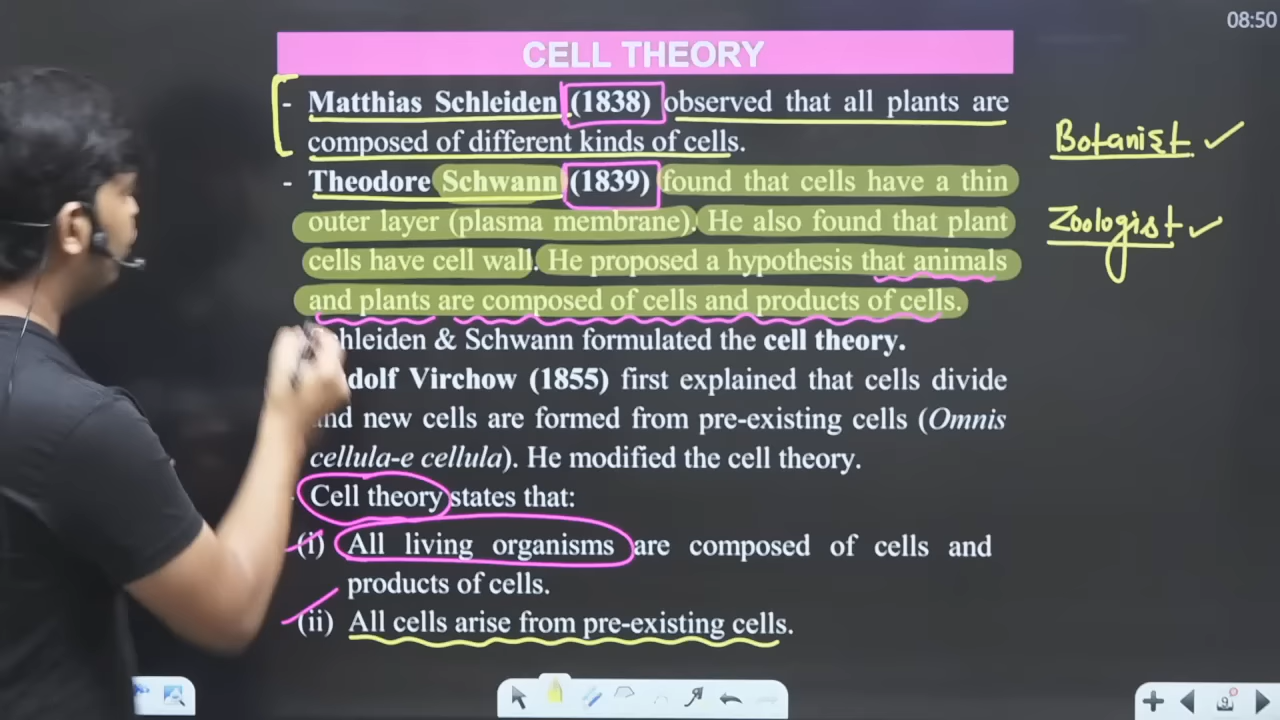 08:50
CELL THEORY
- Matthias Schleiden (1838) observed that all plants are
composed of different kinds of cells.
Botanist ✓
- Theodore Schwann (1839) found that cells have a thin
outer layer (plasma membrane). He also found that plant
Zoologist ✓
cells have cell wall. He proposed a hypothesis that animals
and plants are composed of cells and products of cells.
& Schwann formulated the cell theory.
Virchow (1855) first explained that cells divide
new cells are formed from pre-existing cells (Omnis
cellula-e cellula). He modified the cell theory.
Cell theory states that:
(i) All living organisms are composed of cells and
products of cells.
(ii) All cells arise from pre-existing cells.
9